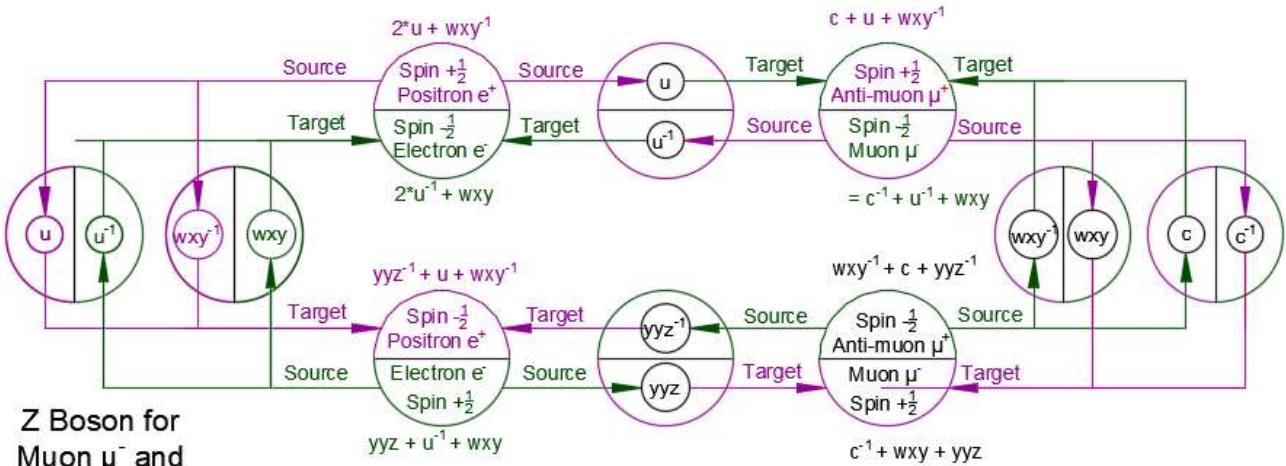 2*u + wxy⁻¹
c + u + wxy⁻¹
Source
Spin +½
Positron e⁺
Source
u
Target
Spin +½
Anti-muon µ⁺
Target
Target
Spin -½
Electron e⁻
Target
u⁻¹
Source
Spin -½
Muon µ⁻
Source
2*u⁻¹ + wxy
= c⁻¹ + u⁻¹ + wxy
u
u⁻¹
wxy⁻¹
wxy
wxy⁻¹
wxy
c
c⁻¹
yyz⁻¹ + u + wxy⁻¹
wxy⁻¹ + c + yyz⁻¹
Target
Spin -½
Positron e⁺
Target
yyz⁻¹
Source
Spin -½
Anti-muon µ⁺
Source
Source
Electron e⁻
Spin +½
Source
yyz
Target
Muon µ⁻
Spin +½
Target
yyz + u⁻¹ + wxy
c⁻¹ + wxy + yyz
Z Boson for
Muon µ⁻ and